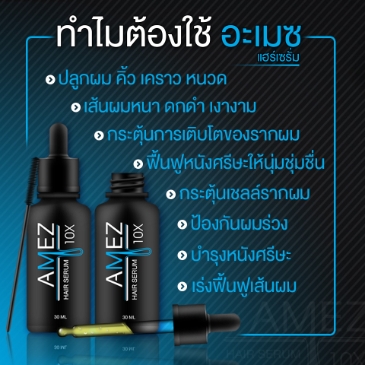 ทำไมต้องใช้ อะเมซ
แฮร์เซรั่ม
ปลูกผม คิ้ว เครา หนวด
เส้นผมหนา ดกดำ เงางาม
กระตุ้นการเติบโตของรากผม
ฟื้นฟูหนังศรีษะให้นุ่มชุ่มชื่น
กระตุ้นเซลล์รากผม
ป้องกันผมร่วง
บำรุงหนังศรีษะ
เร่งฟื้นฟูเส้นผม
AMEZ 10X
HAIR SERUM
30 ML
AMEZ 10X
HAIR SERUM
30 ML
AMEZ
HAIR SERUM 10X